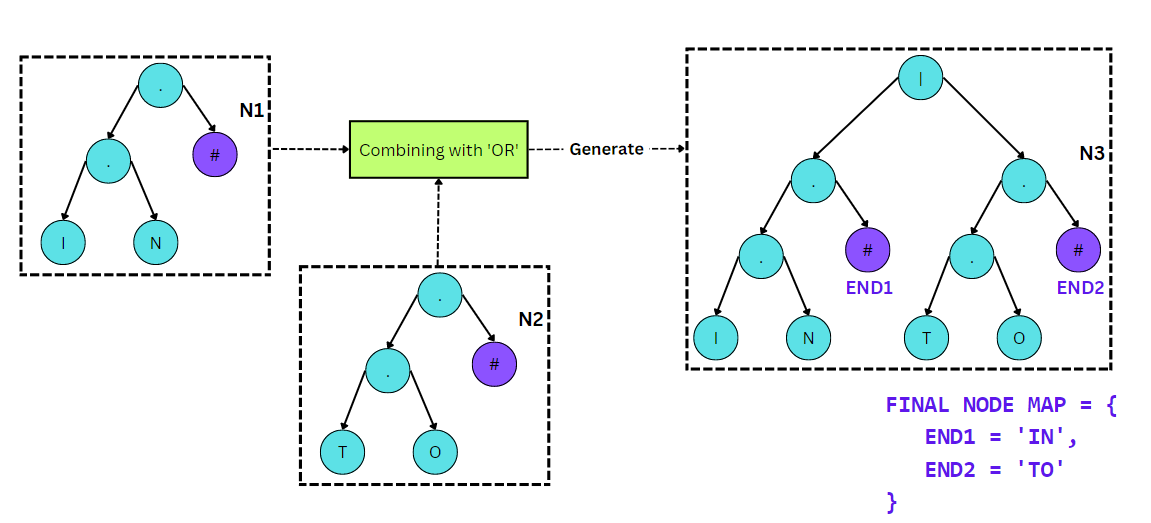 .
N1
.
#
I
N
Combining with 'OR'
Generate
.
N2
.
#
T
O
|
N3
.
.
.
#
.
#
END1
END2
I
N
T
O
FINAL NODE MAP = {
END1 = 'IN',
END2 = 'TO'
}